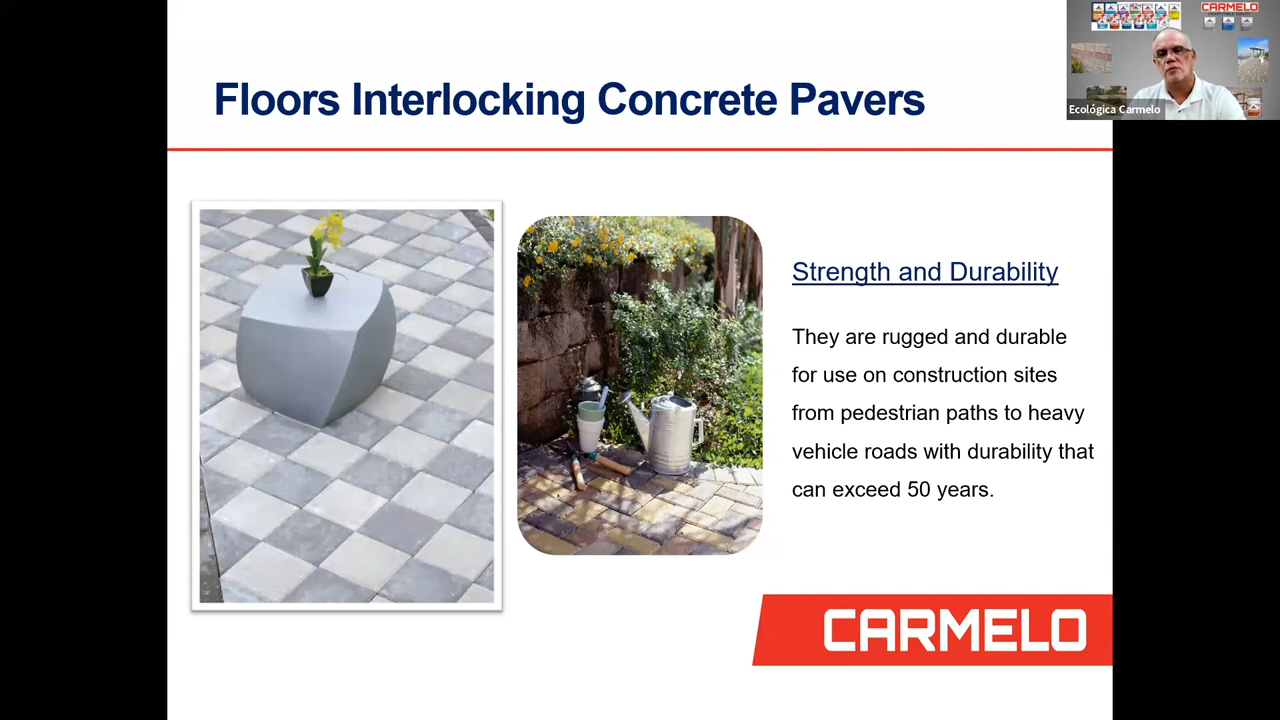 CARMELO
Floors Interlocking Concrete Pavers
Ecológica Carmelo
Strength and Durability
They are rugged and durable
for use on construction sites
from pedestrian paths to heavy
vehicle roads with durability that
can exceed 50 years.
CARMELO